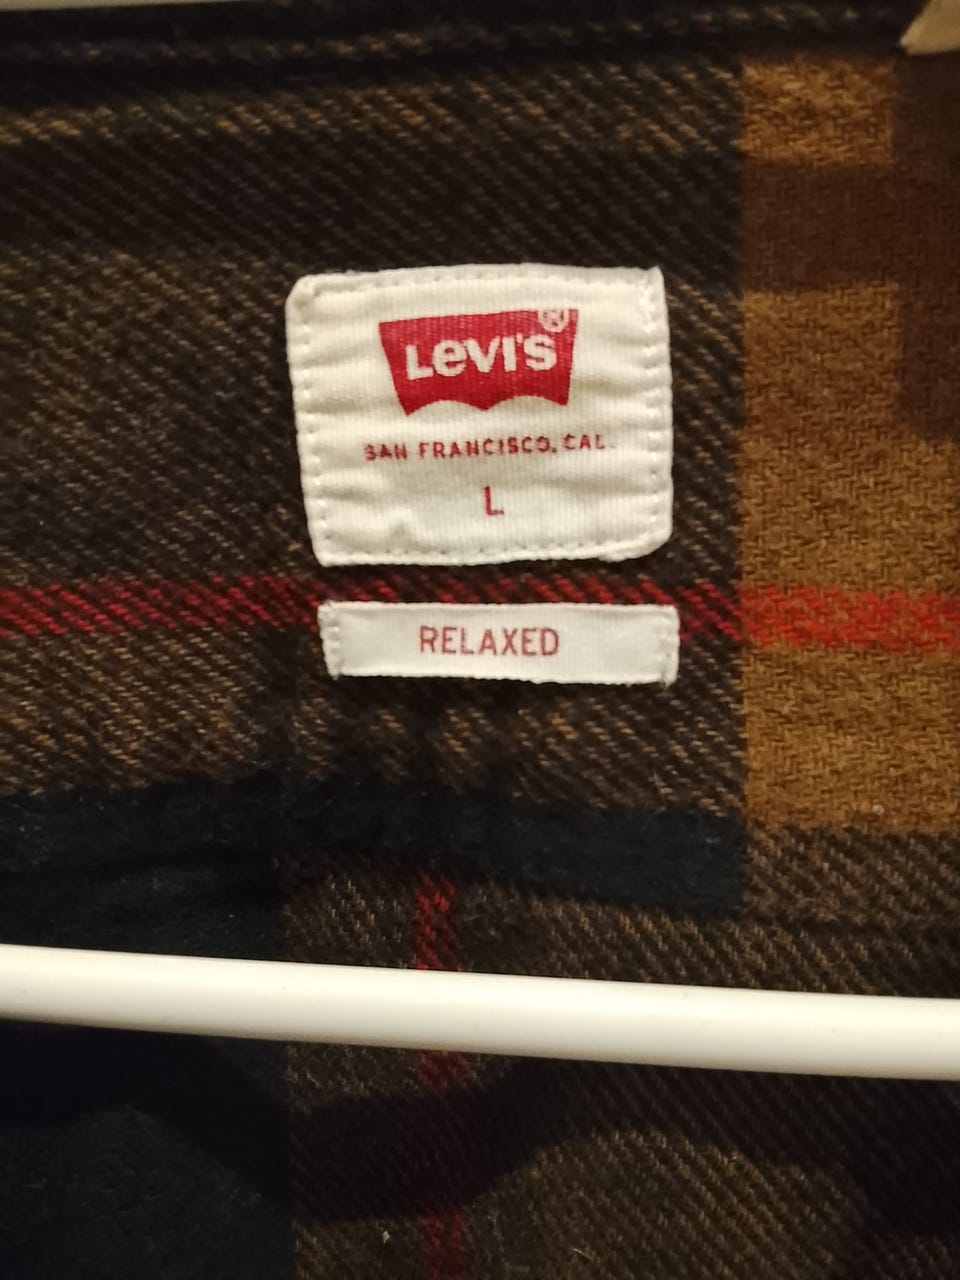 LEVI'S ®
SAN FRANCISCO, CAL.
L
RELAXED